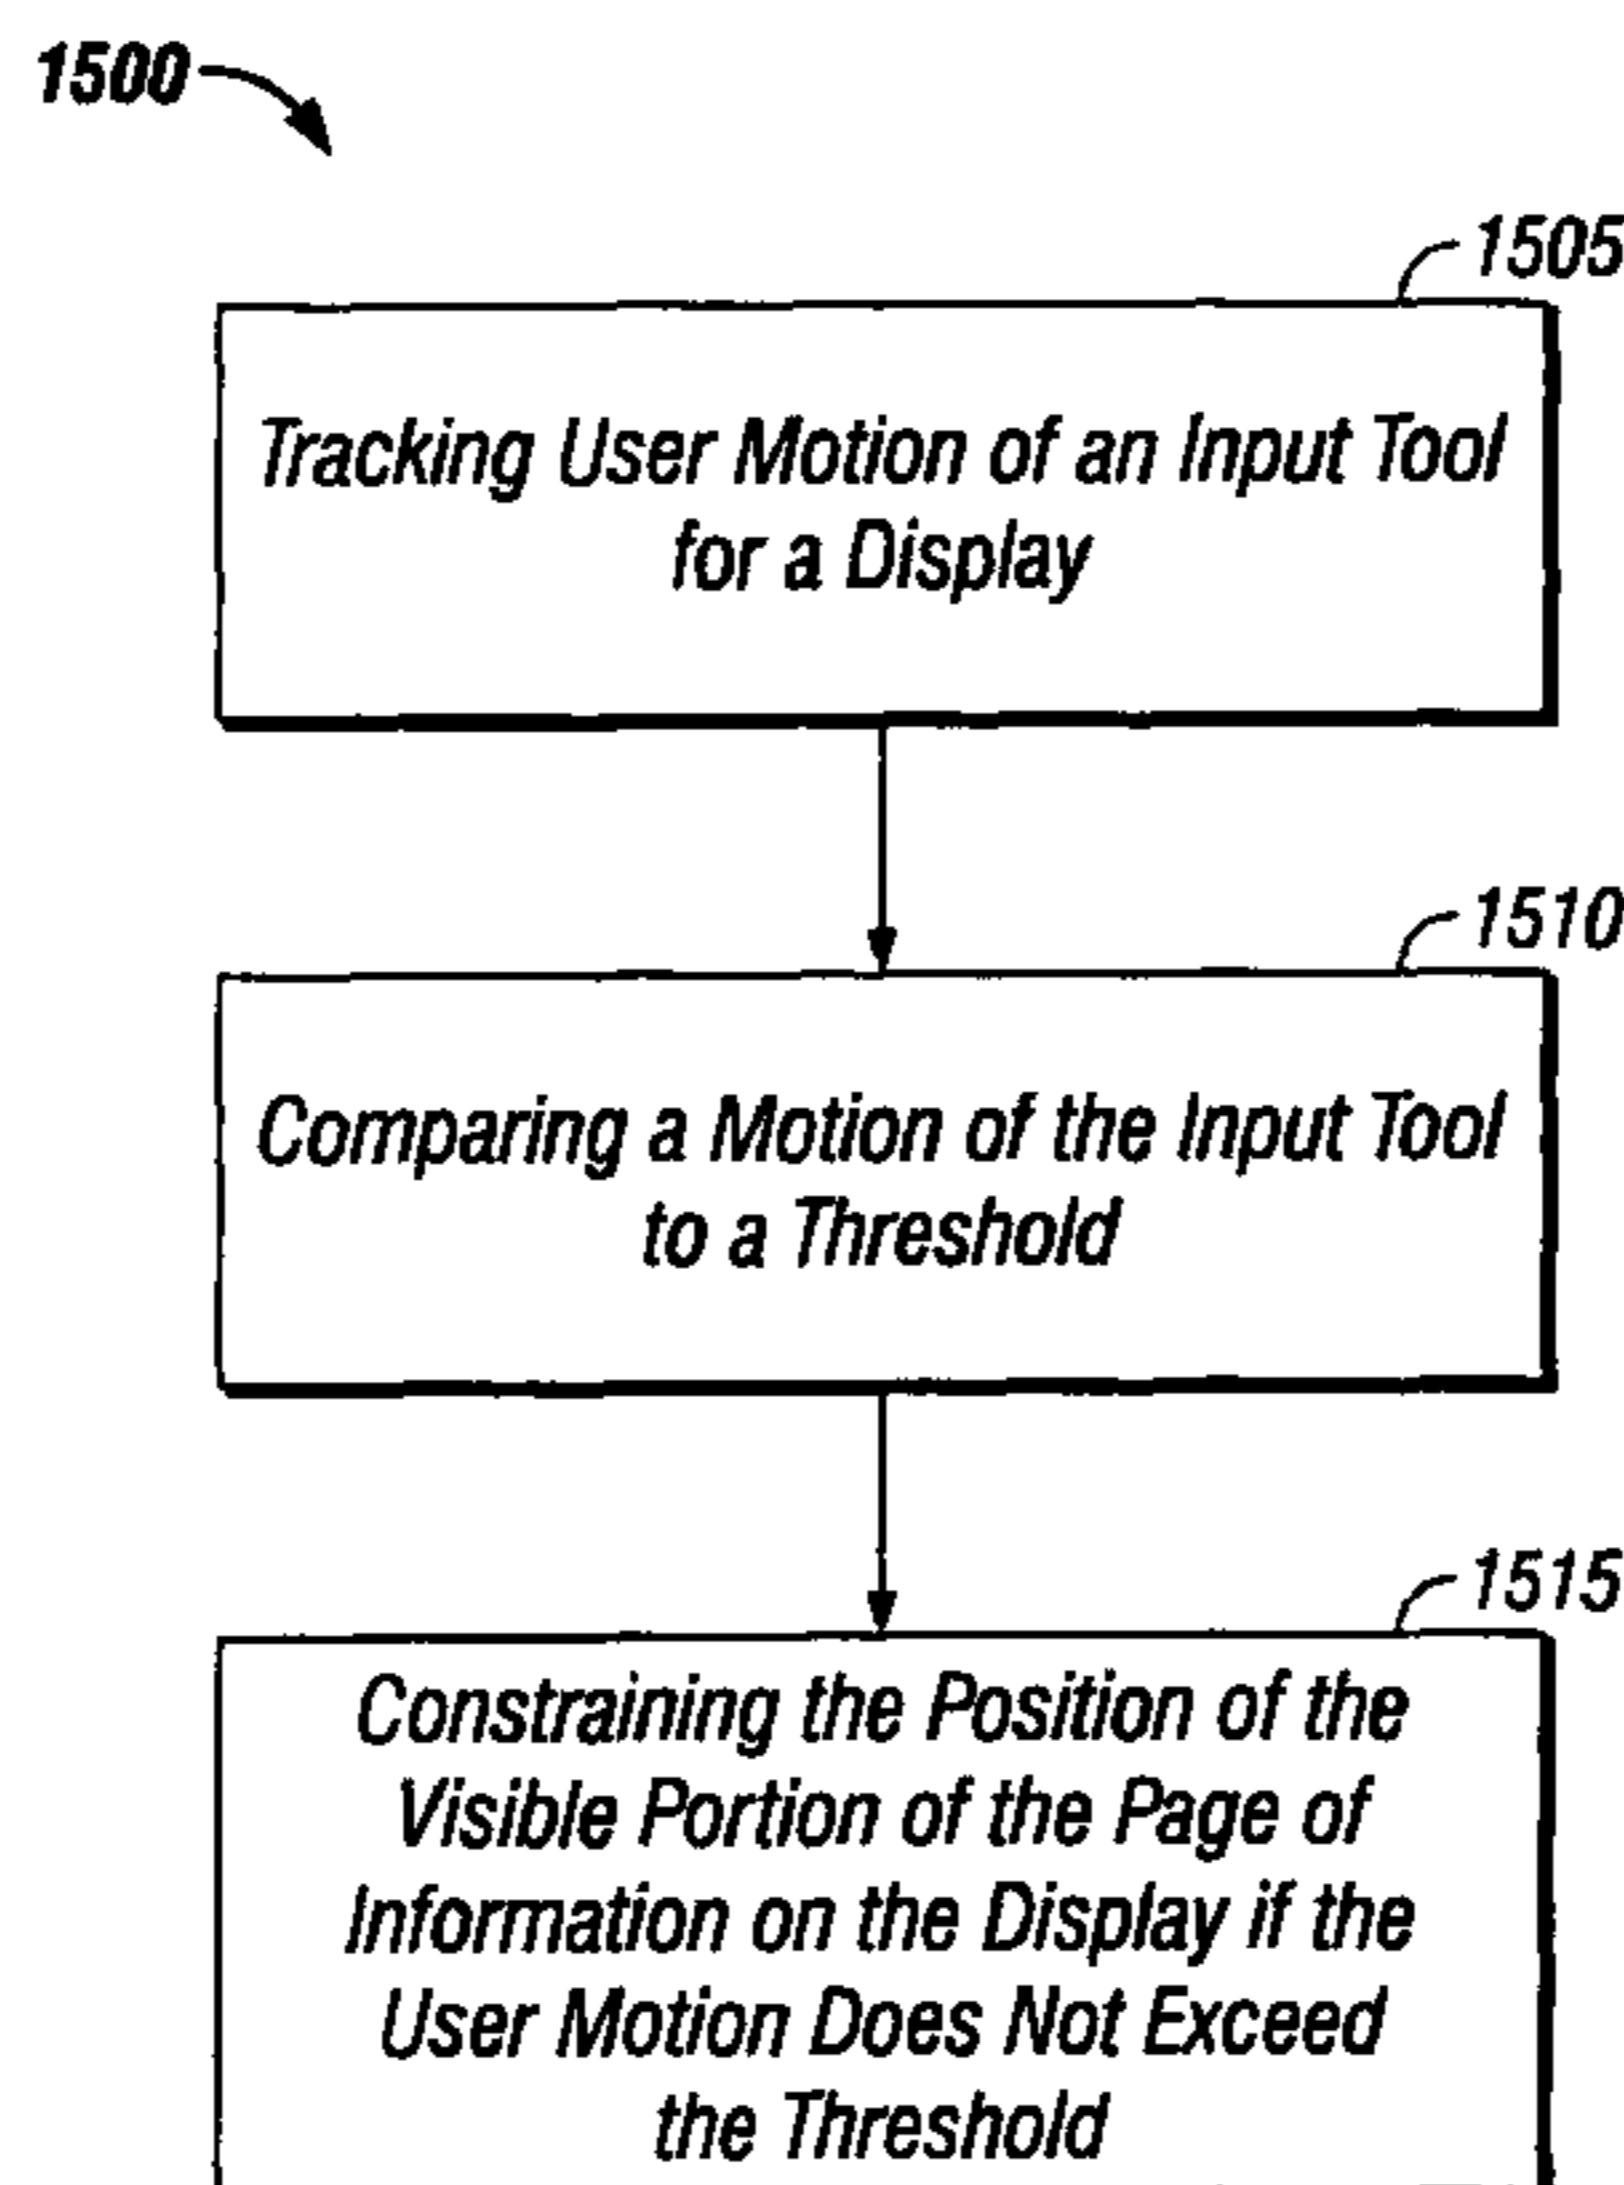 1500
1505
Tracking User Motion of an Input Tool
for a Display
1510
Comparing a Motion of the Input Tool
to a Threshold
1515
Constraining the Position of the
Visible Portion of the Page of
Information on the Display if the
User Motion Does Not Exceed
the Threshold